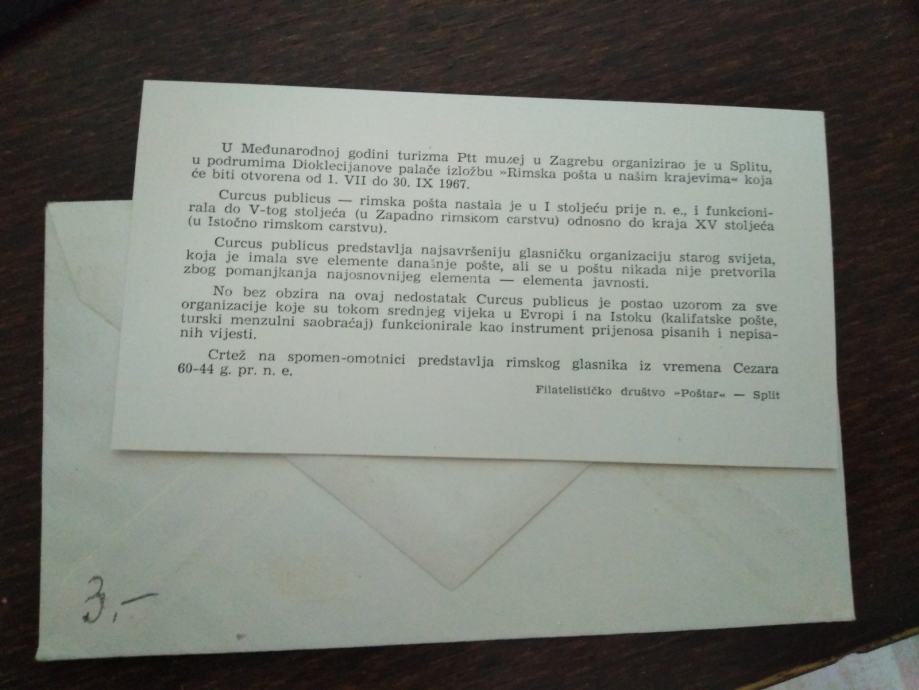 U Međunarodnoj godini turizma Ptt muzej u Zagrebu organizirao je u Splitu,
u podrumima Dioklecijanove palače izložbu »Rimska pošta u našim krajevima« koja
će biti otvorena od 1. VII do 30. IX 1967.
Curcus publicus — rimska pošta nastala je u I stoljeću prije n. e., i funkcioni-
rala do V-tog stoljeća (u Zapadno rimskom carstvu) odnosno do kraja XV stoljeća
(u Istočno rimskom carstvu).
Curcus publicus predstavlja najsavršeniju glasničku organizaciju starog svijeta,
koja je imala sve elemente današnje pošte, ali se u poštu nikada nije pretvorila
zbog pomanjkanja najosnovnijeg elementa — elementa javnosti.
No bez obzira na ovaj nedostatak Curcus publicus je postao uzorom za sve
organizacije koje su tokom srednjeg vijeka u Evropi i na Istoku (kalifatske pošte,
turski menzulni saobraćaj) funkcionirale kao instrument prijenosa pisanih i nepisa-
nih vijesti.
Crtež na spomen-omotnici predstavlja rimskog glasnika iz vremena Cezara
60-44 g. pr. n. e.
Filatelističko društvo »Poštar« — Split
3.-